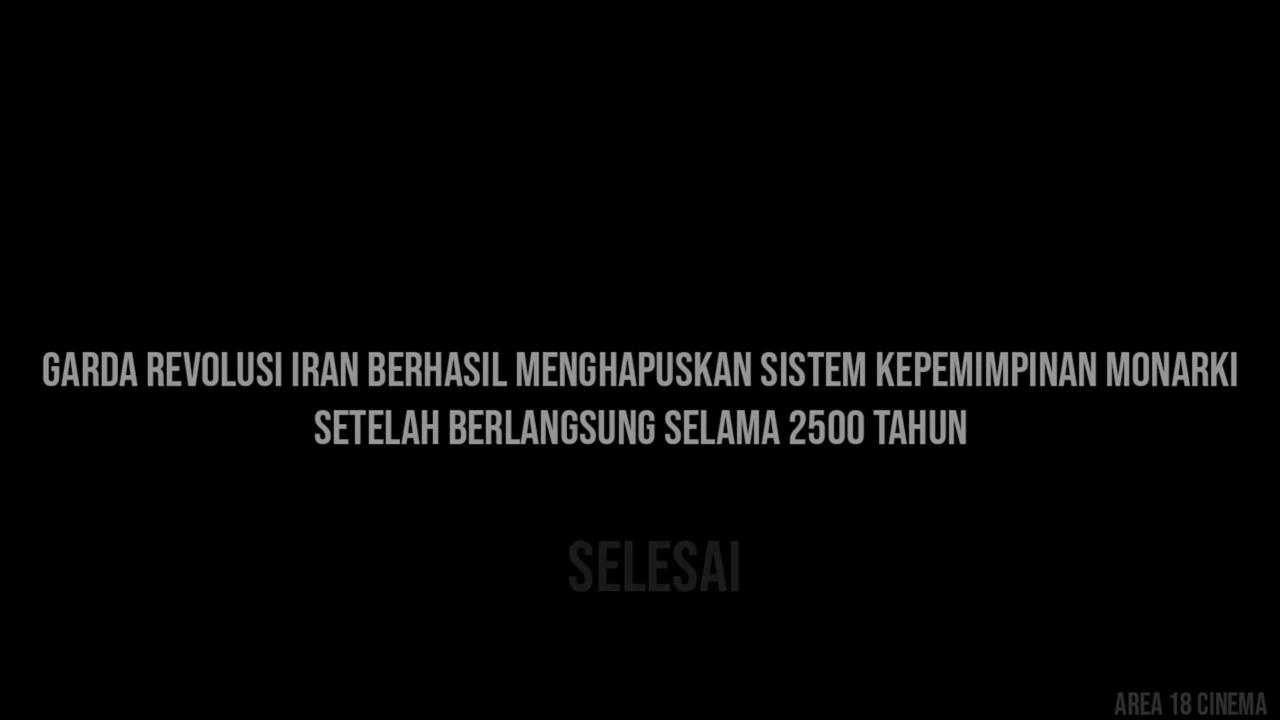 GARDA REVOLUSI IRAN BERHASIL MENGHAPUSKAN SISTEM KEPEMIMPINAN MONARKI
SETELAH BERLANGSUNG SELAMA 2500 TAHUN
SELESAI
AREA 18 CINEMA